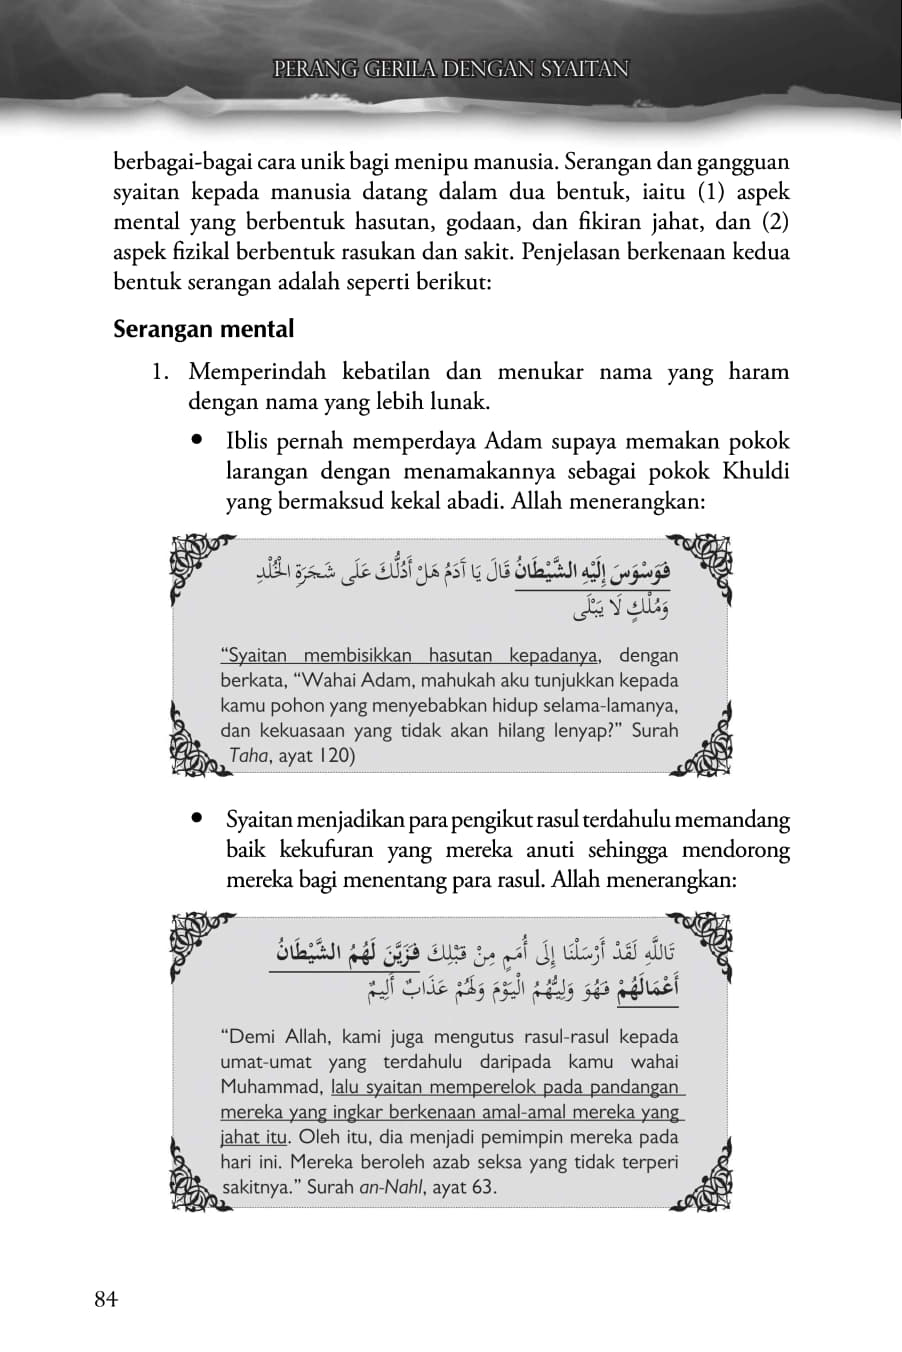 PERANG GERILA DENGAN SYAITAN
berbagai-bagai cara unik bagi menipu manusia. Serangan dan gangguan
syaitan kepada manusia datang dalam dua bentuk, iaitu (1) aspek
mental yang berbentuk hasutan, godaan, dan fikiran jahat, dan (2)
aspek fizikal berbentuk rasukan dan sakit. Penjelasan berkenaan kedua
bentuk serangan adalah seperti berikut:
Serangan mental
1. Memperindah kebatilan dan menukar nama yang haram
dengan nama yang lebih lunak.
• Iblis pernah memperdaya Adam supaya memakan pokok
larangan dengan menamakannya sebagai pokok Khuldi
yang bermaksud kekal abadi. Allah menerangkan:
فَوَسْوَسَ إِلَيْهِ الشَّيْطَانُ قَالَ يَا آدَمُ هَلْ أَدُلُّكَ عَلَى شَجَرَةِ الْخُلْدِ
وَمُلْكٍ لَا يَبْلَى
“Syaitan membisikkan hasutan kepadanya, dengan
berkata, “Wahai Adam, mahukah aku tunjukkan kepada
kamu pohon yang menyebabkan hidup selama-lamanya,
dan kekuasaan yang tidak akan hilang lenyap?” Surah
Taha, ayat 120)
• Syaitan menjadikan para pengikut rasul terdahulu memandang
baik kekufuran yang mereka anuti sehingga mendorong
mereka bagi menentang para rasul. Allah menerangkan:
تَاللَّهِ لَقَدْ أَرْسَلْنَا إِلَى أُمَمٍ مِنْ قَبْلِكَ فَزَيَّنَ لَهُمُ الشَّيْطَانُ
أَعْمَالَهُمْ فَهُوَ وَلِيُّهُمُ الْيَوْمَ وَلَهُمْ عَذَابٌ أَلِيمٌ
“Demi Allah, kami juga mengutus rasul-rasul kepada
umat-umat yang terdahulu daripada kamu wahai
Muhammad, lalu syaitan memperelok pada pandangan
mereka yang ingkar berkenaan amal-amal mereka yang
jahat itu. Oleh itu, dia menjadi pemimpin mereka pada
hari ini. Mereka beroleh azab seksa yang tidak terperi
sakitnya.” Surah an-Nahl, ayat 63.
84